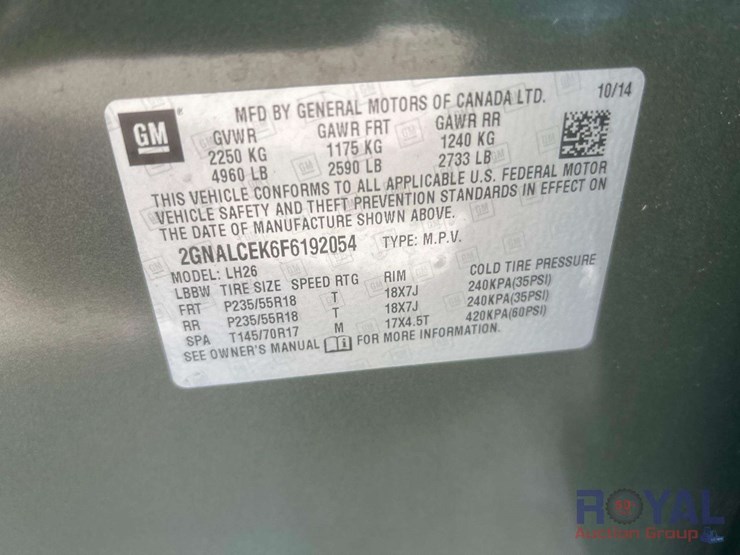 GM
MFD BY GENERAL MOTORS OF CANADA LTD.
10/14
GVWR GAWR FRT GAWR RR
2250 KG 1175 KG 1240 KG
4960 LB 2590 LB 2733 LB
THIS VEHICLE CONFORMS TO ALL APPLICABLE U.S. FEDERAL MOTOR
VEHICLE SAFETY AND THEFT PREVENTION STANDARDS IN EFFECT ON
THE DATE OF MANUFACTURE SHOWN ABOVE.
2GNALCEK6F6192054 TYPE: M.P.V.
MODEL: LH26
LBBW TIRE SIZE SPEED RTG RIM COLD TIRE PRESSURE
FRT P235/55R18 T 18X7J 240KPA(35PSI)
RR P235/55R18 T 18X7J 240KPA(35PSI)
SPA T145/70R17 M 17X4.5T 420KPA(60PSI)
SEE OWNER'S MANUAL FOR MORE INFORMATION.
ROYAL
Auction Group